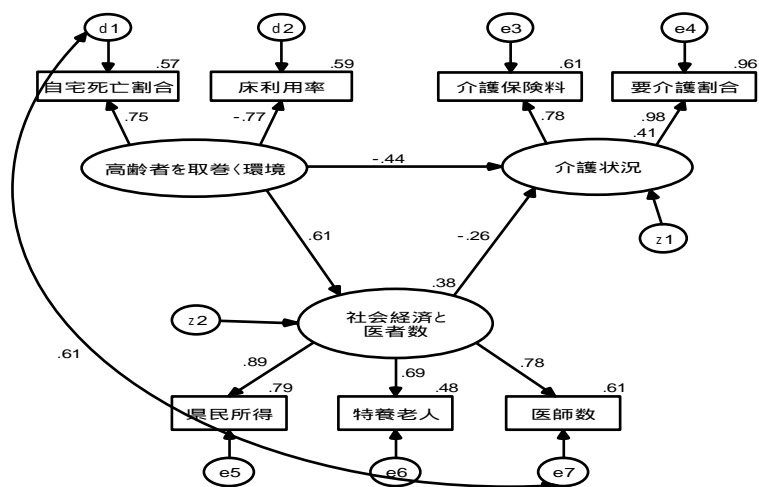 d1
d2
e3
e4
.57
.59
.61
.96
自宅死亡割合
床利用率
介護保険料
要介護割合
.75
-.77
.78
.98
.41
高齢者を取巻く環境
-.44
介護状況
.61
-.26
z1
.38
z2
社会経済と
医者数
.61
.89
.69
.78
.79
.48
.61
県民所得
特養老人
医師数
e5
e6
e7